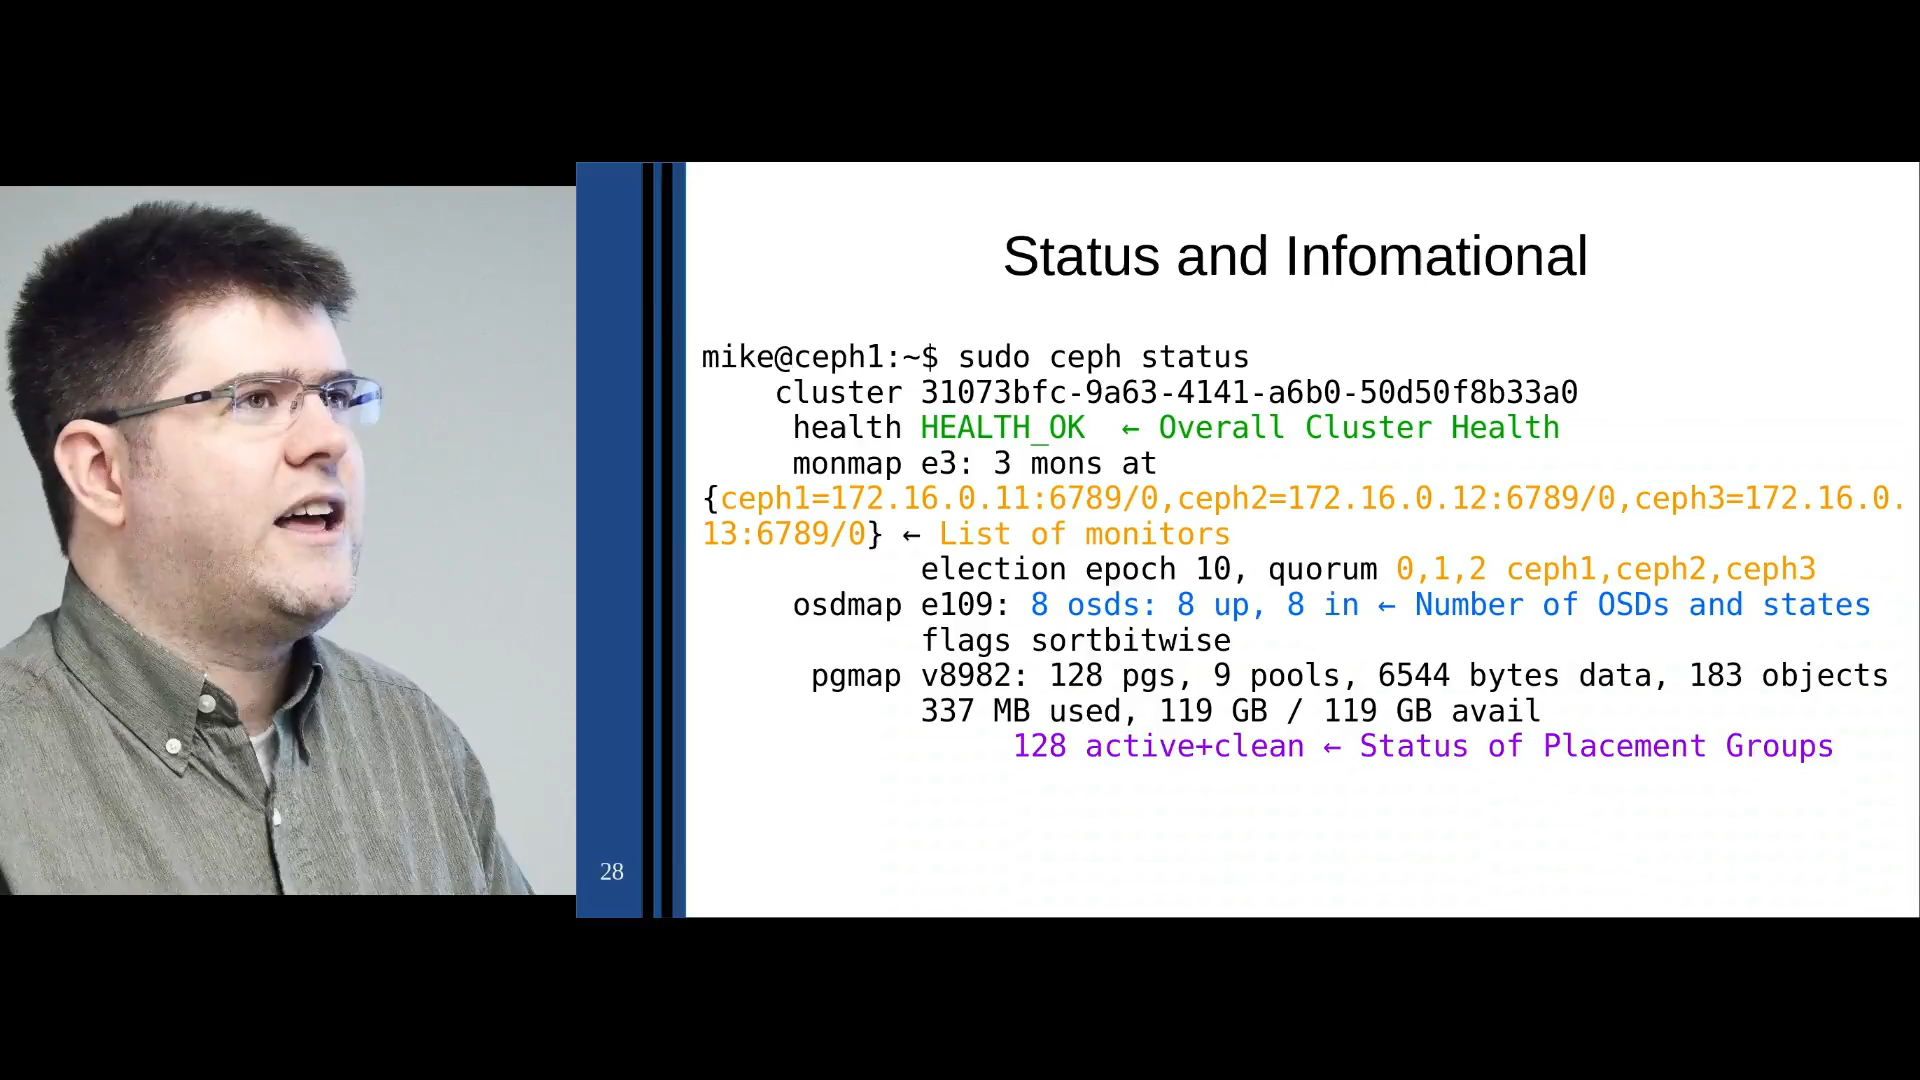 Status and Infomational
mike@ceph1:~$ sudo ceph status
cluster 31073bfc-9a63-4141-a6b0-50d50f8b33a0
health HEALTH_OK ← Overall Cluster Health
monmap e3: 3 mons at
{ceph1=172.16.0.11:6789/0,ceph2=172.16.0.12:6789/0,ceph3=172.16.0.
13:6789/0} ← List of monitors
election epoch 10, quorum 0,1,2 ceph1,ceph2,ceph3
osdmap e109: 8 osds: 8 up, 8 in ← Number of OSDs and states
flags sortbitwise
pgmap v8982: 128 pgs, 9 pools, 6544 bytes data, 183 objects
337 MB used, 119 GB / 119 GB avail
128 active+clean ← Status of Placement Groups
28